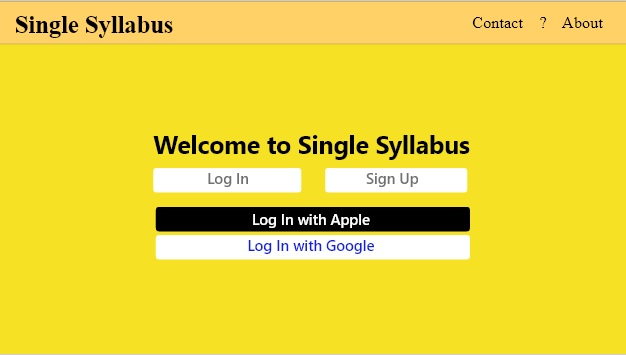 Single Syllabus Contact ? About
Welcome to Single Syllabus
Log In Sign Up
Log In with Apple
Log In with Google